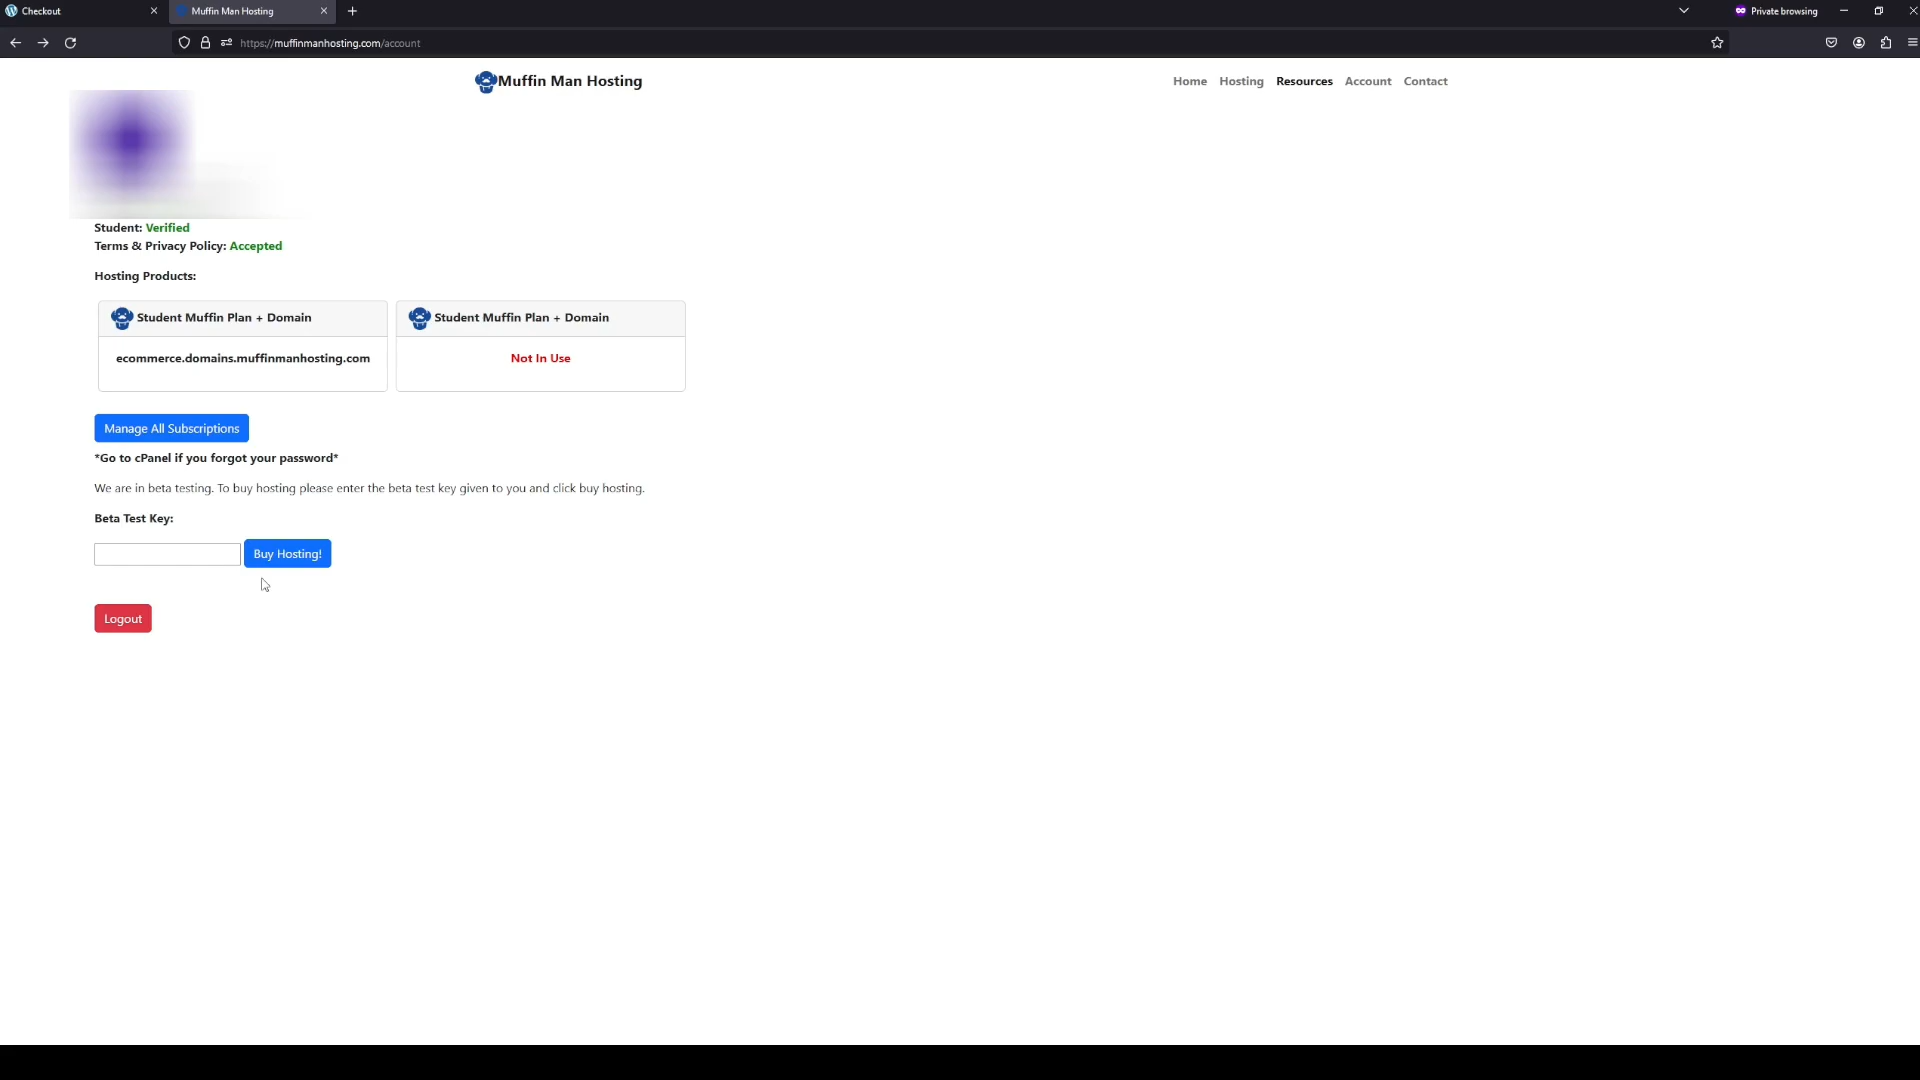 Checkout
Muffin Man Hosting
Private browsing
https://muffinmanhosting.com/account
Muffin Man Hosting
Home Hosting Resources Account Contact
Student: Verified
Terms & Privacy Policy: Accepted
Hosting Products:
Student Muffin Plan + Domain
ecommerce.domains.muffinmanhosting.com
Student Muffin Plan + Domain
Not In Use
Manage All Subscriptions
*Go to cPanel if you forgot your password*
We are in beta testing. To buy hosting please enter the beta test key given to you and click buy hosting.
Beta Test Key:
Buy Hosting!
Logout